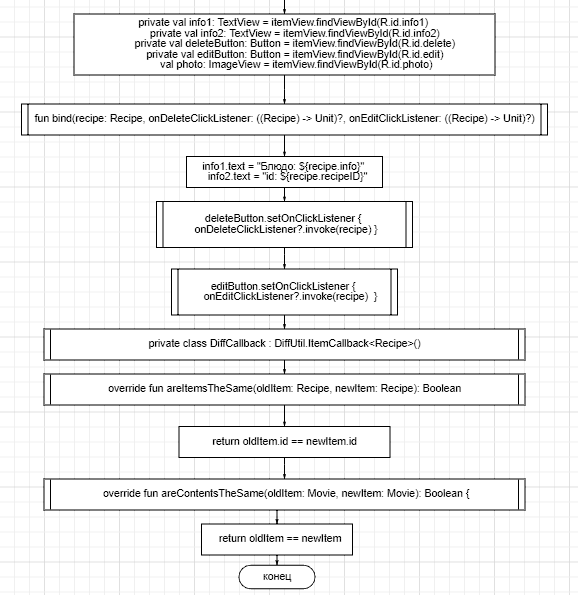 private val info1: TextView = itemView.findViewById(R.id.info1)
private val info2: TextView = itemView.findViewById(R.id.info2)
private val deleteButton: Button = itemView.findViewById(R.id.delete)
private val editButton: Button = itemView.findViewById(R.id.edit)
val photo: ImageView = itemView.findViewById(R.id.photo)
fun bind(recipe: Recipe, onDeleteClickListener: ((Recipe) -> Unit)?, onEditClickListener: ((Recipe) -> Unit)?)
info1.text = "Блюдо: ${recipe.info}"
info2.text = "id: ${recipe.recipeID}"
deleteButton.setOnClickListener {
onDeleteClickListener?.invoke(recipe) }
editButton.setOnClickListener {
onEditClickListener?.invoke(recipe) }
private class DiffCallback : DiffUtil.ItemCallback<Recipe>()
override fun areItemsTheSame(oldItem: Recipe, newItem: Recipe): Boolean
return oldItem.id == newItem.id
override fun areContentsTheSame(oldItem: Movie, newItem: Movie): Boolean {
return oldItem == newItem
конец